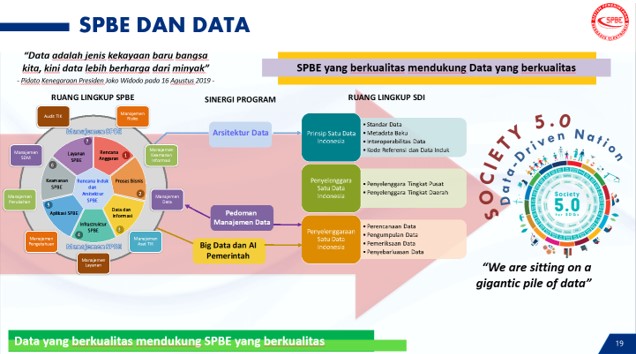 SPBE DAN DATA
SPBE
“Data adalah jenis kekayaan baru bangsa
kita, kini data lebih berharga dari minyak”
- Pidato Kenegaraan Presiden Joko Widodo pada 16 Agustus 2019 -
SPBE yang berkualitas mendukung Data yang berkualitas
RUANG LINGKUP SPBE
SINERGI PROGRAM
RUANG LINGKUP SDI
Audit TIK
Manajemen
Risiko
Manajemen SPBE
Manajemen
SDM
Manajemen
Keamanan
Informasi
Layanan
SPBE
Rencana
Anggaran
Keamanan
SPBE
Proses Bisnis
Rencana Induk
dan
Arsitektur
SPBE
Aplikasi SPBE
Data dan
Informasi
Infrastruktur
SPBE
Manajemen
Perubahan
Manajemen
Data
Manajemen
Pengetahuan
Manajemen
Aset TIK
Manajemen SPBE
Manajemen
Layanan
Arsitektur Data
Pedoman
Manajemen Data
Big Data dan AI
Pemerintah
Prinsip Satu Data
Indonesia
• Standar Data
• Metadata Baku
• Interoperabilitas Data
• Kode Referensi dan Data Induk
Penyelenggara
Satu Data
Indonesia
• Penyelenggara Tingkat Pusat
• Penyelenggara Tingkat Daerah
Penyelenggaraan
Satu Data
Indonesia
• Perencanaan Data
• Pengumpulan Data
• Pemeriksaan Data
• Penyebarluasan Data
SOCIETY 5.0
Data-Driven Nation
Society
5.0
for SDGs
“We are sitting on a
gigantic pile of data”
Data yang berkualitas mendukung SPBE yang berkualitas
19